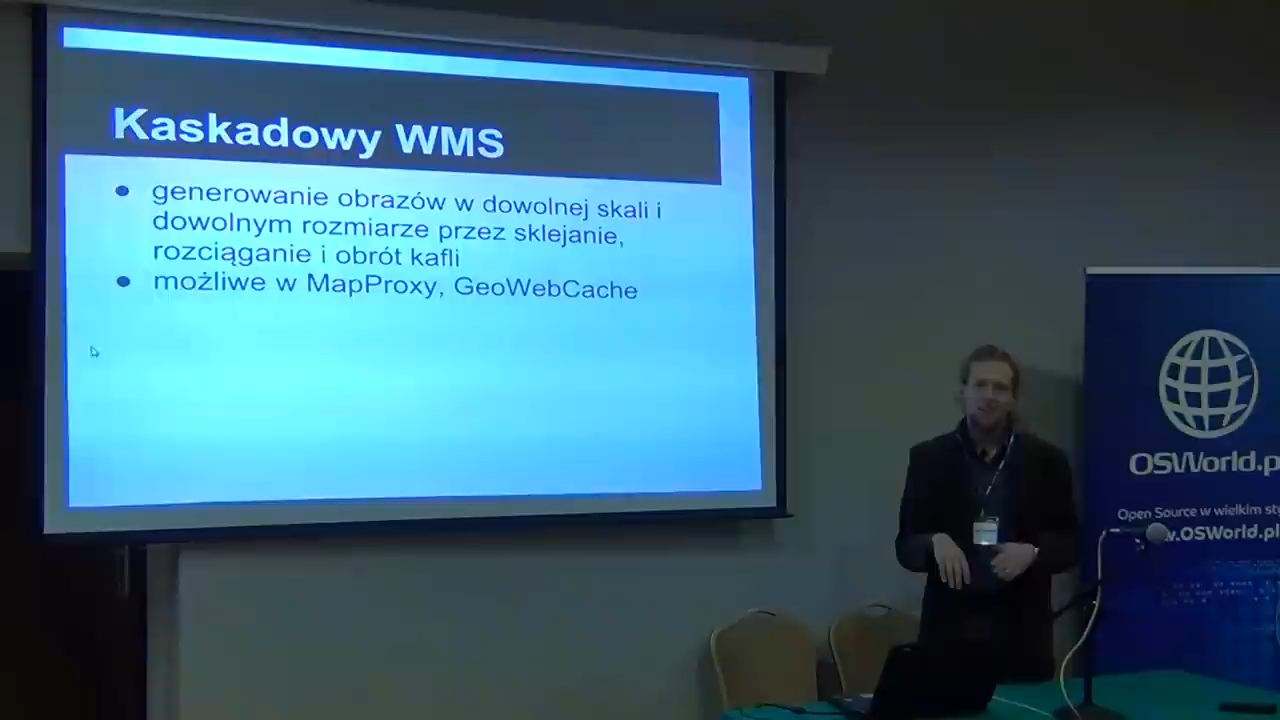 Kaskadowy WMS
● generowanie obrazów w dowolnej skali i
dowolnym rozmiarze przez sklejanie,
rozciąganie i obrót kafli
● możliwe w MapProxy, GeoWebCache
OSWorld.p
Open Source w wielkim sty
w.OSWorld.pl